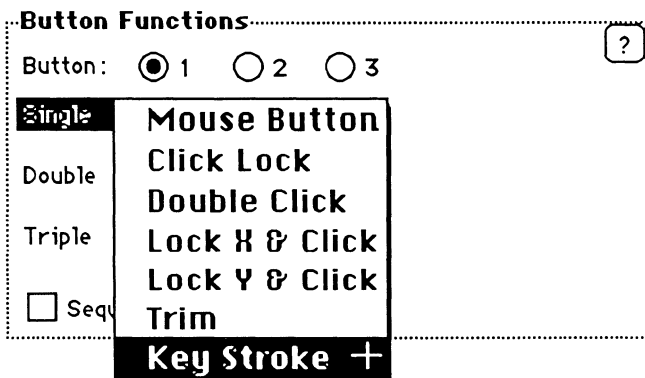 Button Functions
?
Button: 1 2 3
Single
Mouse Button
Click Lock
Double
Double Click
Triple
Lock X & Click
Lock Y & Click
Sequ
Trim
Key Stroke +